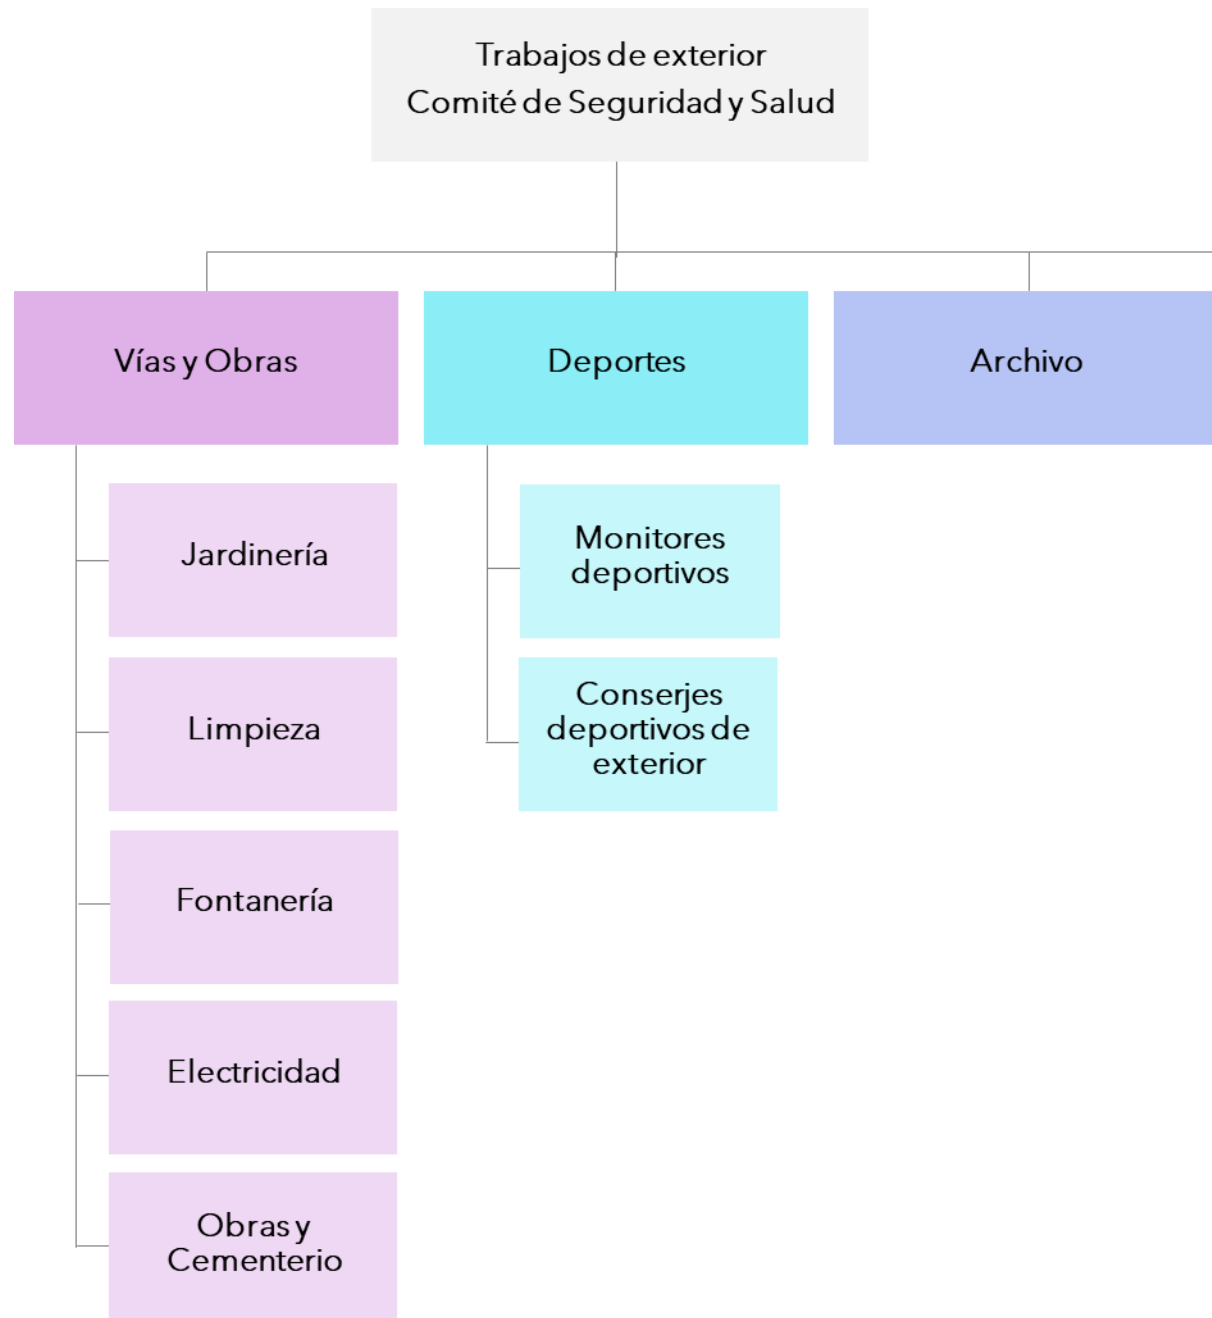 Trabajos de exterior
Comité de Seguridad y Salud
Vías y Obras
Deportes
Archivo
Jardinería
Limpieza
Fontanería
Electricidad
Obras y
Cementerio
Monitores
deportivos
Conserjes
deportivos de
exterior